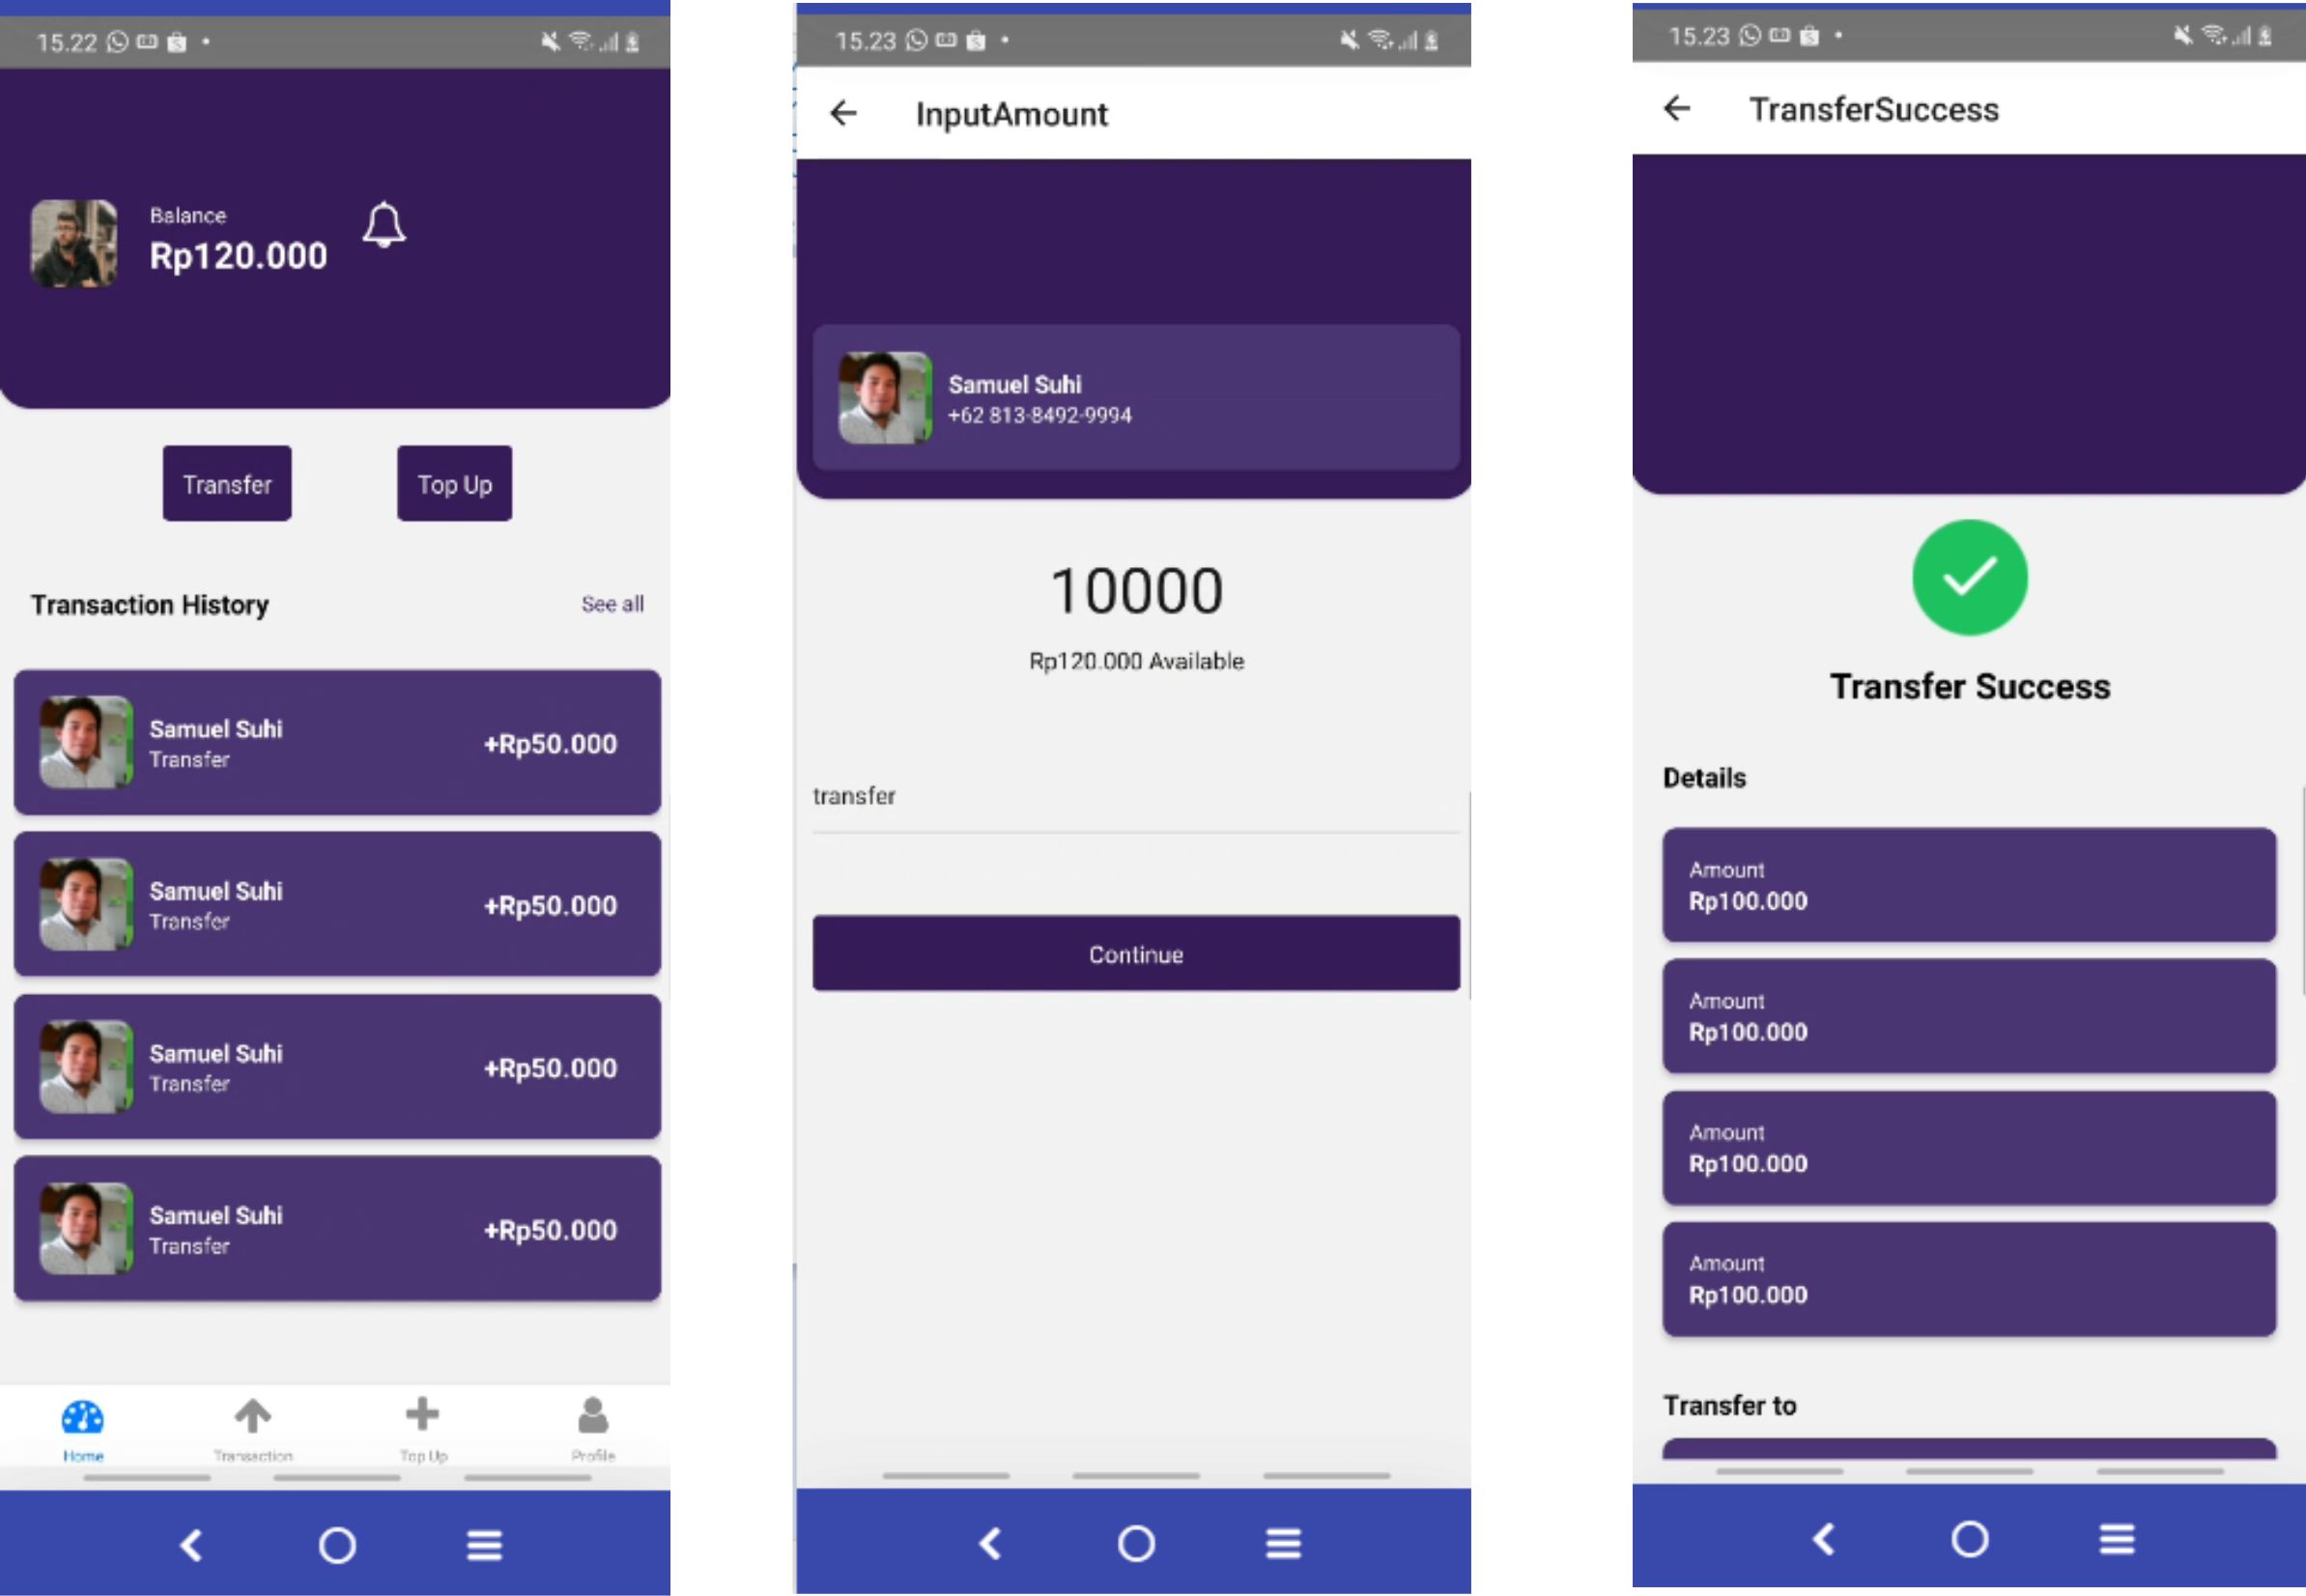 15.22
Balance
Rp120.000
Transfer
Top Up
Transaction History
See all
Samuel Suhi
Transfer
+Rp50.000
Samuel Suhi
Transfer
+Rp50.000
Samuel Suhi
Transfer
+Rp50.000
Samuel Suhi
Transfer
+Rp50.000
Home
Transaction
Top Up
Profile
15.23
InputAmount
Samuel Suhi
+62 813-8492-9994
10000
Rp120.000 Available
transfer
Continue
15.23
TransferSuccess
Transfer Success
Details
Amount
Rp100.000
Amount
Rp100.000
Amount
Rp100.000
Amount
Rp100.000
Transfer to